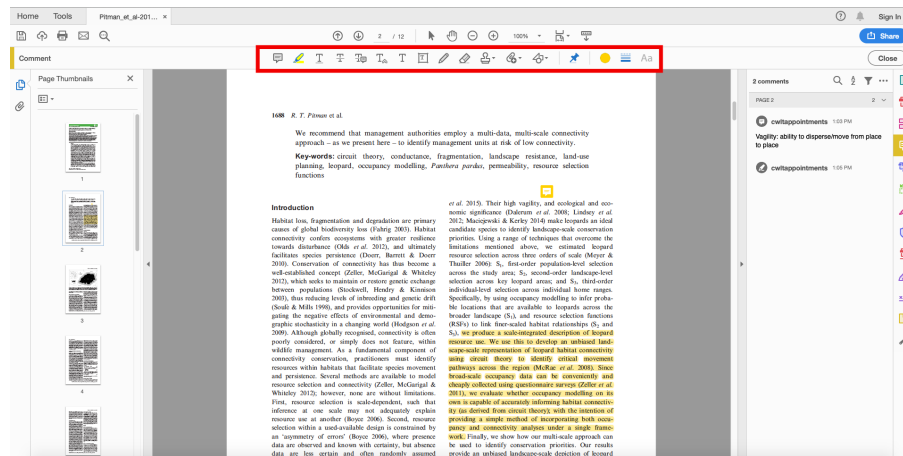 Home Tools Pitman_et_al-201... × Sign In
2 / 12 100% Share
Comment Close
Page Thumbnails ×
1
2
3
4
1688 R. T. Pitman et al.
We recommend that management authorities employ a multi-data, multi-scale connectivity
approach – as we present here – to identify management units at risk of low connectivity.
Key-words: circuit theory, conductance, fragmentation, landscape resistance, land-use
planning, leopard, occupancy modelling, Panthera pardus, permeability, resource selection
functions
Introduction
Habitat loss, fragmentation and degradation are primary
causes of global biodiversity loss (Fahrig 2003). Habitat
connectivity confers ecosystems with greater resilience
towards disturbance (Olds et al. 2012), and ultimately
facilitates species persistence (Doerr, Barrett & Doerr
2010). Conservation of connectivity has thus become a
well-established concept (Zeller, McGarigal & Whiteley
2012), which seeks to maintain or restore genetic exchange
between populations (Stockwell, Hendry & Kinnison
2003), thus reducing levels of inbreeding and genetic drift
(Soulé & Mills 1998), and provides opportunities for miti-
gating the negative effects of environmental and demo-
graphic stochasticity in a changing world (Hodgson et al.
2009). Although globally recognised, connectivity is often
poorly considered, or simply does not feature, within
wildlife management. As a fundamental component of
connectivity conservation, practitioners must identify
resources within habitats that facilitate species movement
and persistence. Several methods are available to model
resource selection and connectivity (Zeller, McGarigal &
Whiteley 2012); however, none are without limitations.
First, resource selection is scale-dependent, such that
inference at one scale may not adequately explain
resource use at another (Boyce 2006). Second, resource
selection within a used-available design is constrained by
an ‘asymmetry of errors’ (Boyce 2006), where presence
data are observed and known with certainty, but absence
data are less certain and often randomly assumed
et al. 2015). Their high vagility, and ecological and eco-
nomic significance (Dalerum et al. 2008; Lindsey et al.
2012; Maciejewski & Kerley 2014) make leopards an ideal
candidate species to identify landscape-scale conservation
priorities. Using a range of techniques that overcome the
limitations mentioned above, we estimated leopard
resource selection across three orders of scale (Meyer &
Thuiller 2006): S₁, first-order population-level selection
across the study area; S₂, second-order landscape-level
selection across key leopard areas; and S₃, third-order
individual-level selection across individual home ranges.
Specifically, by using occupancy modelling to infer proba-
ble locations that are available to leopards across the
broader landscape (S₁), and resource selection functions
(RSFs) to link finer-scaled habitat relationships (S₂ and
S₃), we produce a scale-integrated description of leopard
resource use. We use this to develop an unbiased land-
scape-scale representation of leopard habitat connectivity
using circuit theory to identify critical movement
pathways across the region (McRae et al. 2008). Since
broad-scale occupancy data can be conveniently and
cheaply collected using questionnaire surveys (Zeller et al.
2011), we evaluate whether occupancy modelling on its
own is capable of accurately informing habitat connectiv-
ity (as derived from circuit theory); with the intention of
providing a simple method of incorporating both occu-
pancy and connectivity analyses under a single frame-
work. Finally, we show how our multi-scale approach can
be used to identify conservation priorities. Our results
provide an unbiased landscape-scale depiction of leopard
2 comments
PAGE 2 2
cwitappointments 1:03 PM
Vagility: ability to disperse/move from place
to place
cwitappointments 1:05 PM